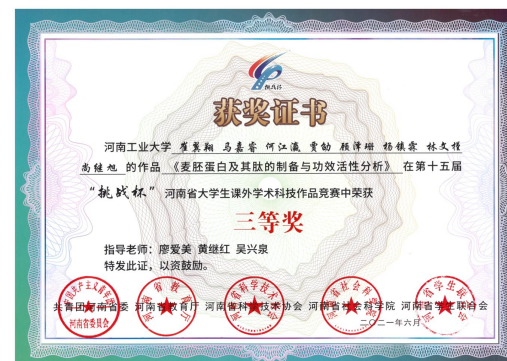 挑战杯
获奖证书
河南工业大学 崔冀翔 马嘉睿 何江瀛 贾勍 顾泽珊 杨镇霖 林文槿
尚继旭 的作品 《麦胚蛋白及其肽的制备与功效活性分析》 在第十五届
“挑战杯”河南省大学生课外学术科技作品竞赛中荣获
三等奖
指导老师：廖爱美 黄继红 吴兴泉
特发此证，以资鼓励。
共青团河南省委 河南省教育厅 河南省科学技术协会 河南省社会科学院 河南省学生联合会
二〇二一年六月